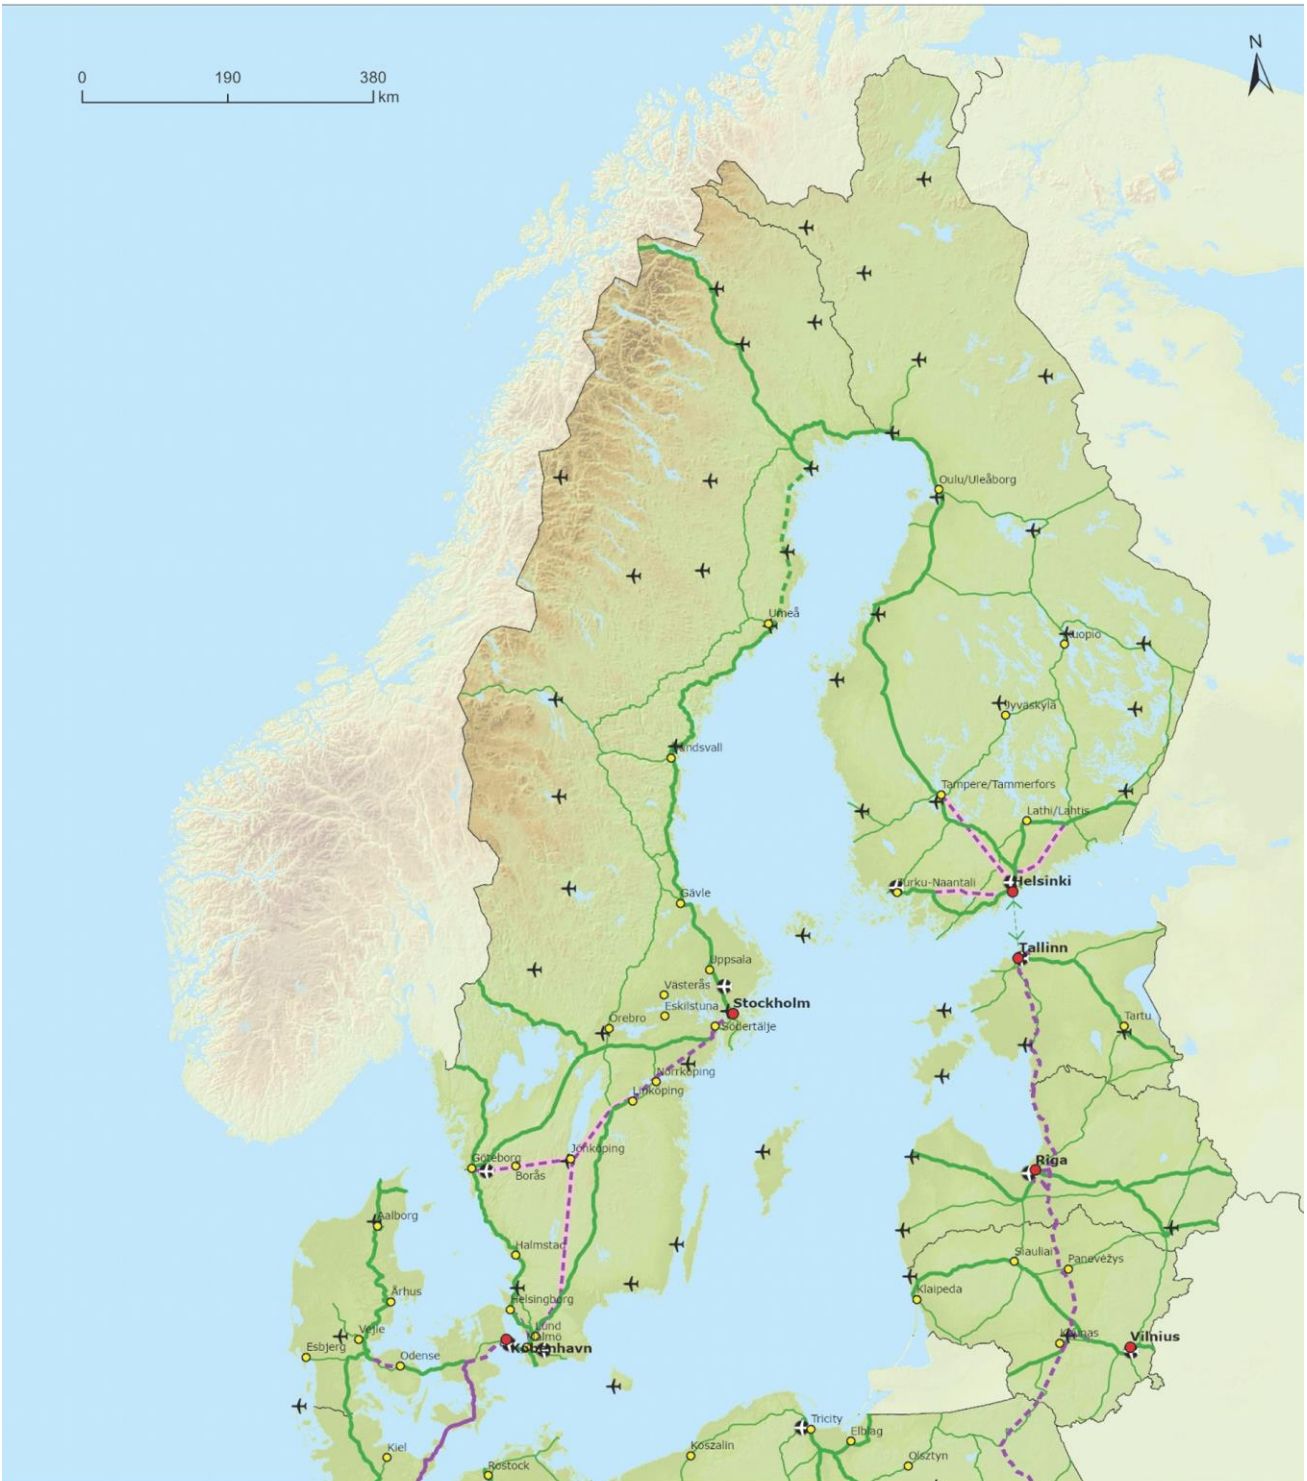 N
0 190 380
km
Oulu/Uleåborg
Umeå
Kuopio
Jyväskylä
Sundsvall
Tampere/Tammerfors
Lathi/Lahtis
Turku-Naantali
Helsinki
Gävle
Tallinn
Uppsala
Västerås
Eskilstuna
Stockholm
Örebro
Södertälje
Tartu
Norrköping
Linköping
Jönköping
Göteborg
Borås
Riga
Aalborg
Halmstad
Siauliai
Panevėžys
Århus
Klaipeda
Helsingborg
Lund
Malmö
Vejle
Kaunas
Vilnius
Esbjerg
Odense
København
Tricity
Elbląg
Kiel
Koszalin
Olsztyn
Rostock